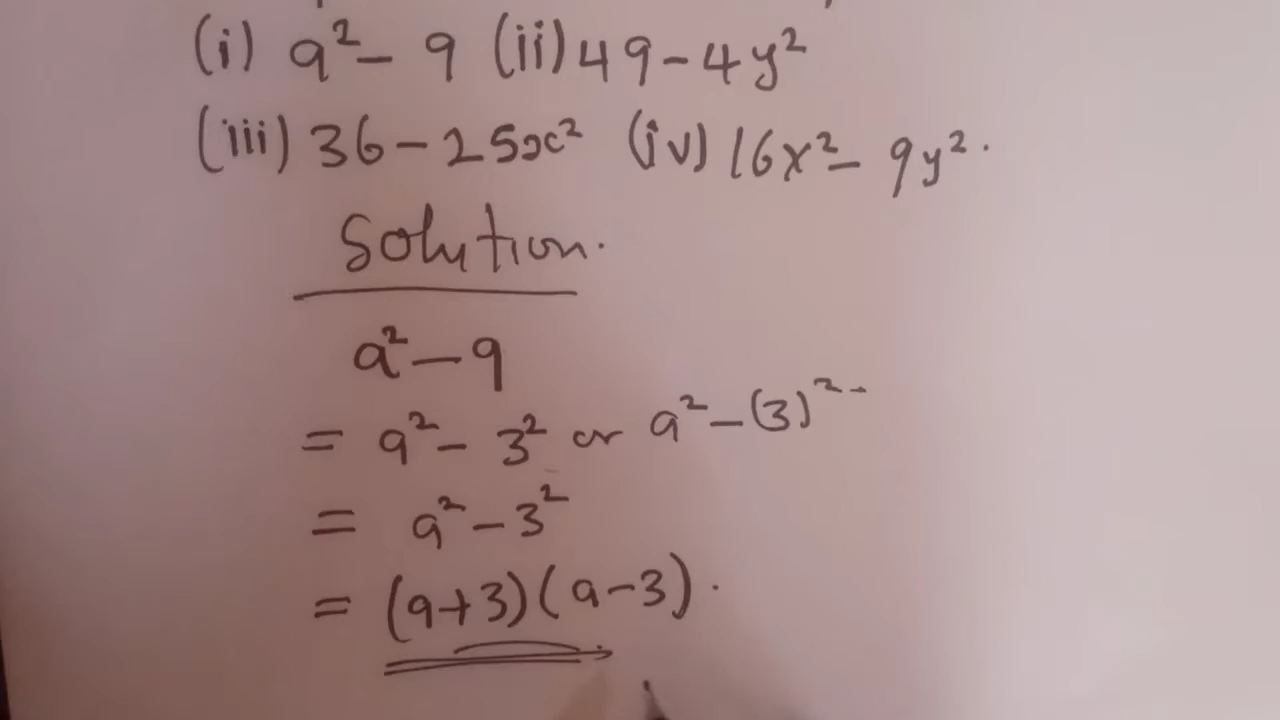 (i) a² - 9 (ii) 49 - 4y²
(iii) 36 - 25x² (iv) 16x² - 9y².
Solution.
a² - 9
= a² - 3² or a² - (3)².
= a² - 3²
= (a+3)(a-3).